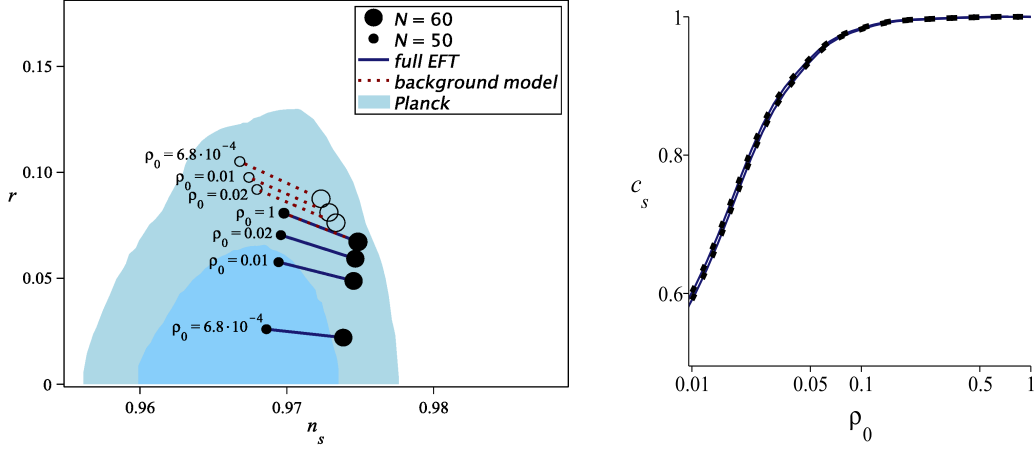 N = 60
N = 50
full EFT
background model
Planck
0.15
0.10
0.05
0
r
ρ₀ = 6.8·10⁻⁴
ρ₀ = 0.01
ρ₀ = 0.02
ρ₀ = 1
ρ₀ = 0.02
ρ₀ = 0.01
ρ₀ = 6.8·10⁻⁴
0.96 0.97 0.98
nₛ
1
0.8
0.6
cₛ
0.01 0.05 0.1 0.5 1
ρ₀